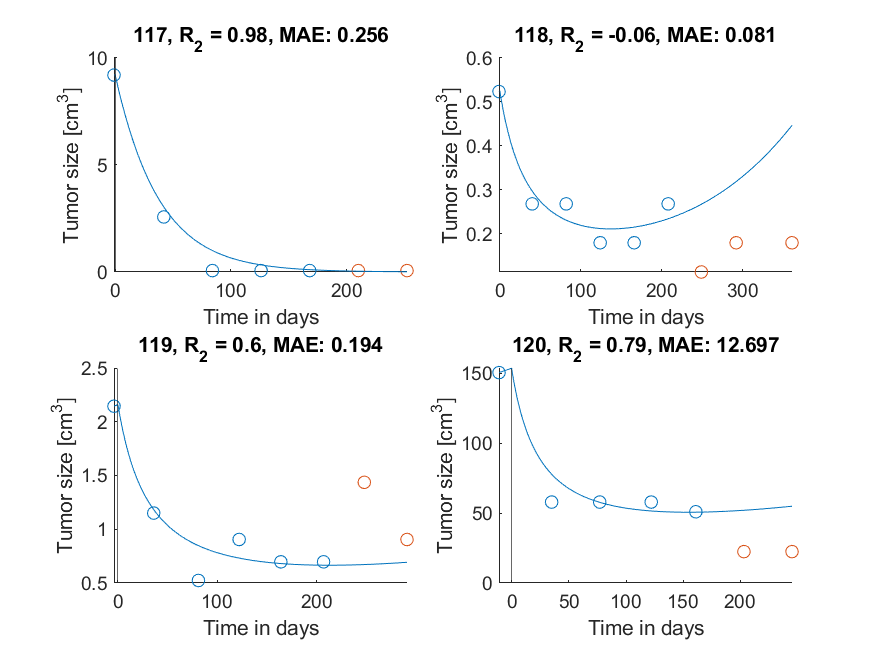 117, R2 = 0.98, MAE: 0.256
10
5
0
Tumor size [cm3]
0 100 200
Time in days
118, R2 = -0.06, MAE: 0.081
0.6
0.5
0.4
0.3
0.2
Tumor size [cm3]
0 100 200 300
Time in days
119, R2 = 0.6, MAE: 0.194
2.5
2
1.5
1
0.5
Tumor size [cm3]
0 100 200
Time in days
120, R2 = 0.79, MAE: 12.697
150
100
50
0
Tumor size [cm3]
0 50 100 150 200
Time in days